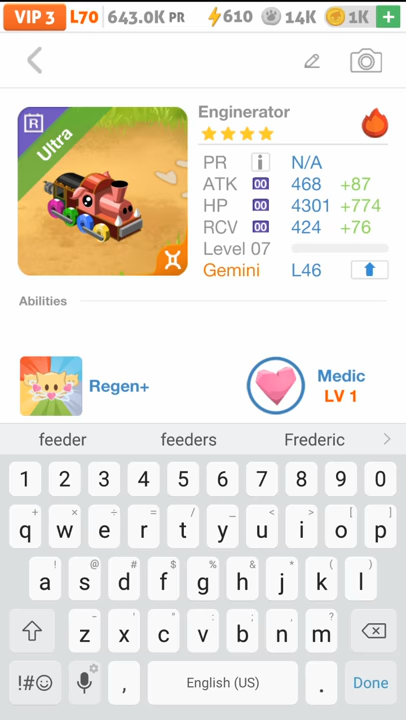 VIP 3 L70 643.0K PR 610 14K 1K +
Enginerator
R
Ultra
PR i N/A
ATK 00 468 +87
HP 00 4301 +774
RCV 00 424 +76
Level 07
Gemini L46
Abilities
Regen+
Medic
LV 1
feeder feeders Frederic
1 2 3 4 5 6 7 8 9 0
+ × ÷ = / _ < > [ ]
q w e r t y u i o p
! @ # $ % ^ & * ( )
a s d f g h j k l
- ' " : ; , ?
z x c v b n m
!#☺ , English (US) . Done